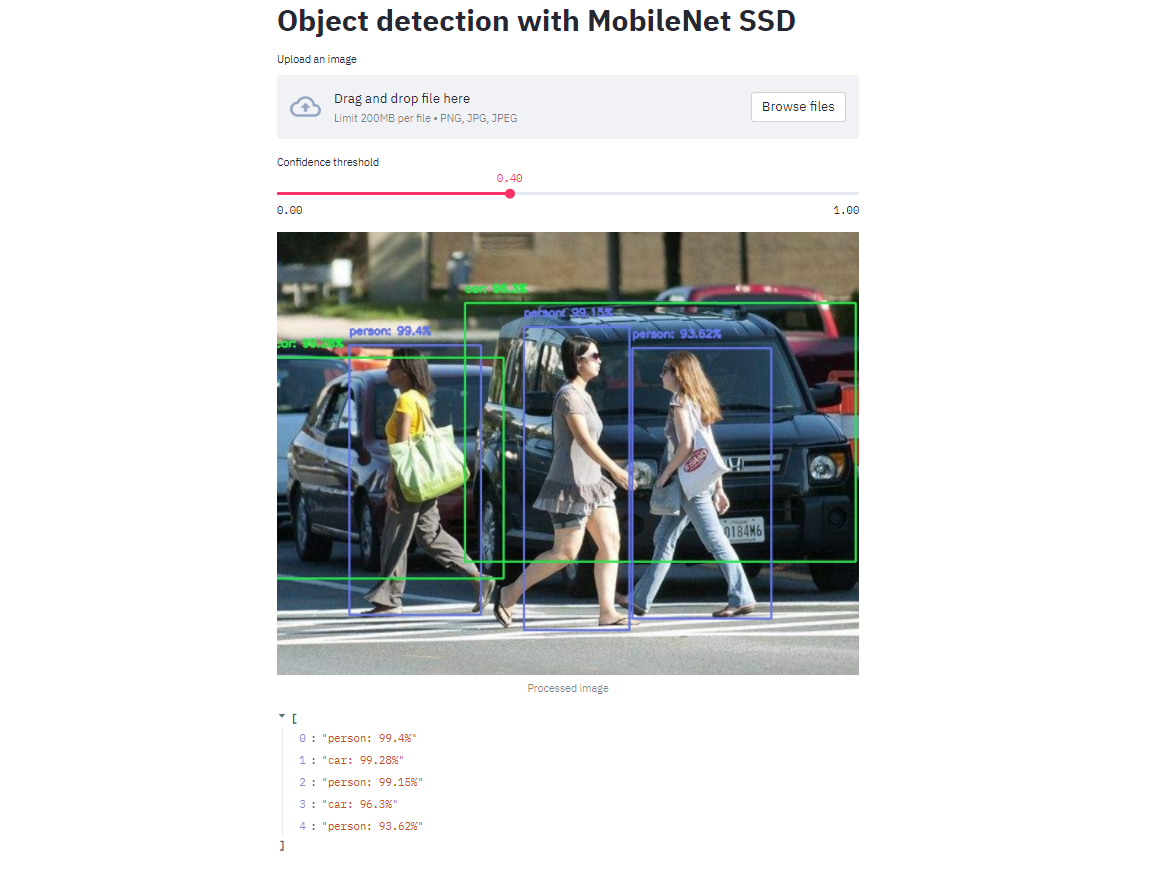 Object detection with MobileNet SSD
Upload an image
Drag and drop file here
Limit 200MB per file • PNG, JPG, JPEG
Browse files
Confidence threshold
0.40
0.00
1.00
car: 96.3%
person: 99.15%
person: 99.4%
person: 93.62%
car: 99.28%
STAND
0184M6
Processed image
[
0 : "person: 99.4%"
1 : "car: 99.28%"
2 : "person: 99.15%"
3 : "car: 96.3%"
4 : "person: 93.62%"
]